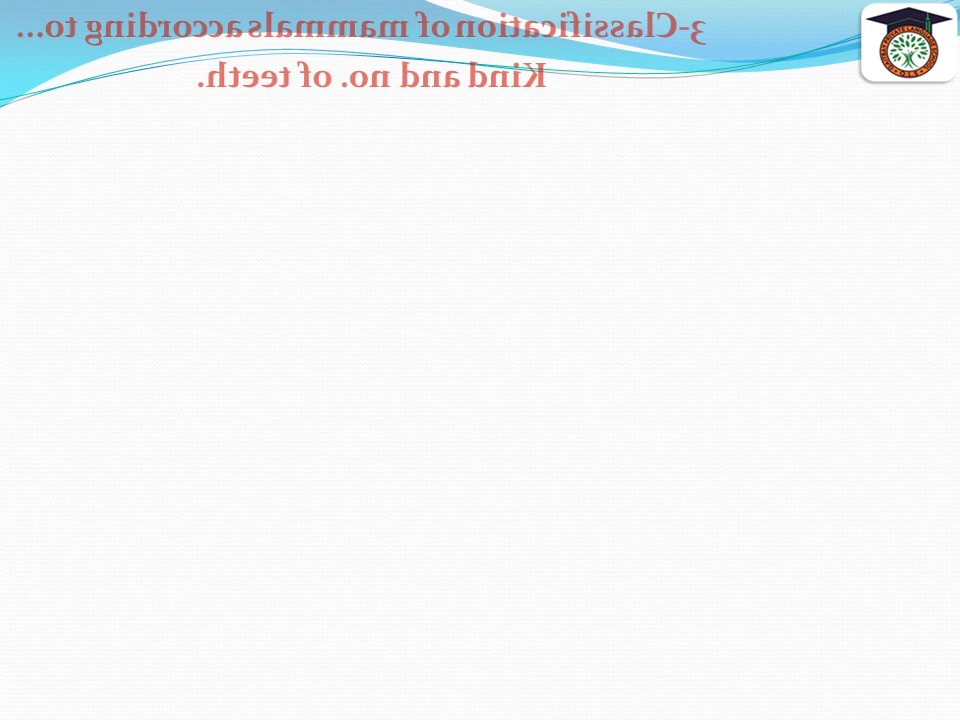 3-Classification of mammals according to...
Kind and no. of teeth.